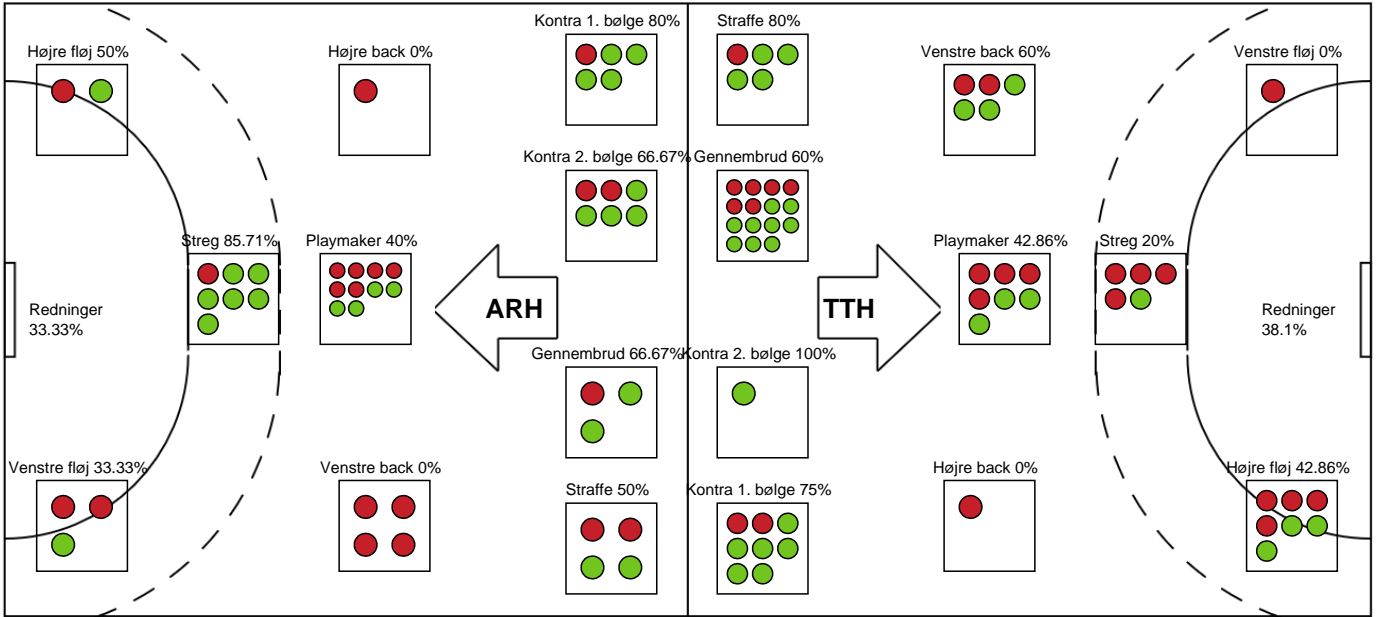 Kontra 1. bølge 80%
Straffe 80%
Højre fløj 50%
Højre back 0%
Venstre back 60%
Venstre fløj 0%
Kontra 2. bølge 66.67%
Gennembrud 60%
Streg 85.71%
Playmaker 40%
Playmaker 42.86%
Streg 20%
Redninger
33.33%
ARH
TTH
Redninger
38.1%
Gennembrud 66.67%
Kontra 2. bølge 100%
Venstre fløj 33.33%
Venstre back 0%
Straffe 50%
Kontra 1. bølge 75%
Højre back 0%
Højre fløj 42.86%